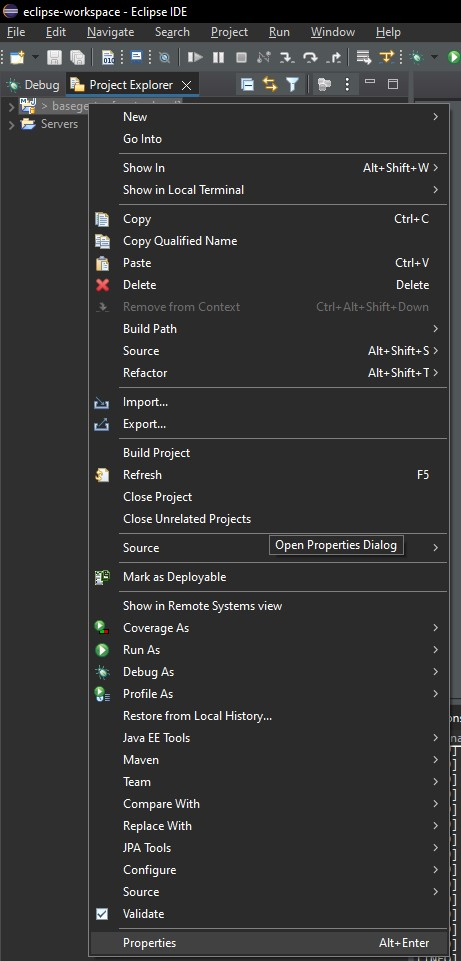 eclipse-workspace - Eclipse IDE
File Edit Navigate Search Project Run Window Help
Debug Project Explorer
> basege
Servers
New
Go Into
Show In Alt+Shift+W
Show in Local Terminal
Copy Ctrl+C
Copy Qualified Name
Paste Ctrl+V
Delete Delete
Remove from Context Ctrl+Alt+Shift+Down
Build Path
Source Alt+Shift+S
Refactor Alt+Shift+T
Import...
Export...
Build Project
Refresh F5
Close Project
Close Unrelated Projects
Open Properties Dialog
Source
Mark as Deployable
Show in Remote Systems view
Coverage As
Run As
Debug As
Profile As
Restore from Local History...
Java EE Tools
Maven
Team
Compare With
Replace With
JPA Tools
Configure
Source
Validate
Properties Alt+Enter